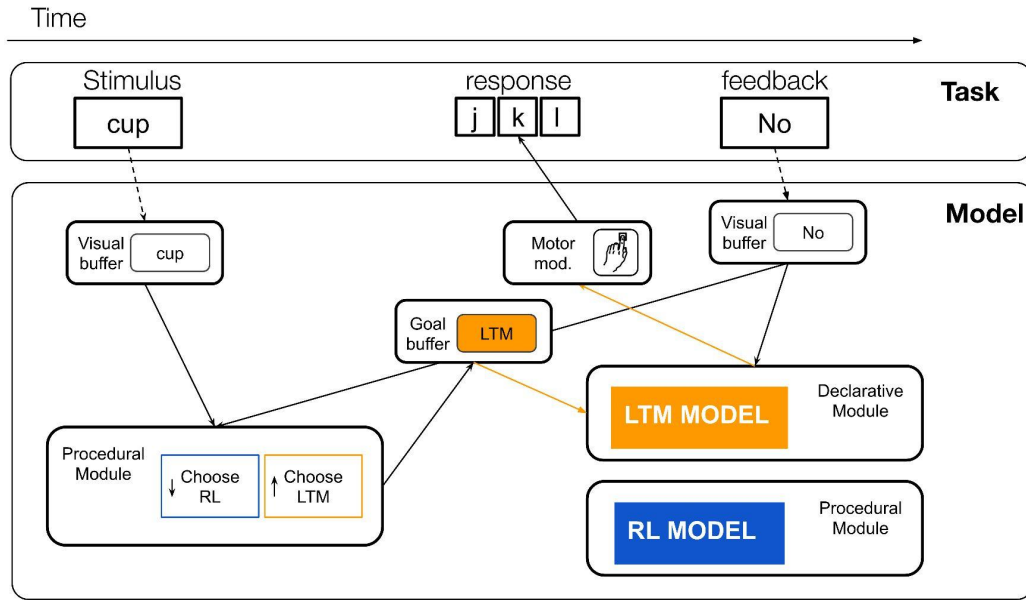 Time
Stimulus
response
feedback
Task
cup
j
k
l
No
Model
Visual
buffer
cup
Motor
mod.
Visual
buffer
No
Goal
buffer
LTM
LTM MODEL
Declarative
Module
Procedural
Module
Choose
RL
Choose
LTM
RL MODEL
Procedural
Module